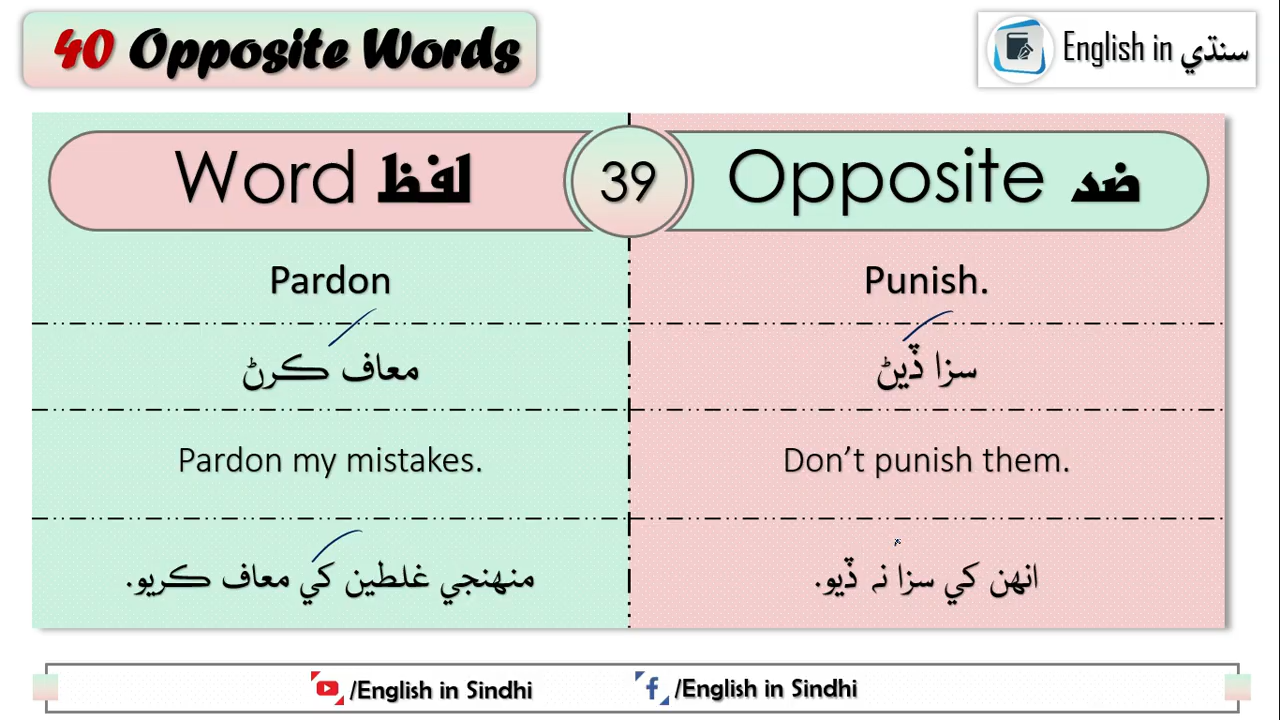 40 Opposite Words
English in سنڌي
Word لفظ
39
Opposite ضد
Pardon
Punish.
معاف ڪرڻ
سزا ڏيڻ
Pardon my mistakes.
Don’t punish them.
منهنجي غلطين کي معاف ڪريو.
انهن کي سزا نہ ڏيو.
/English in Sindhi
/English in Sindhi